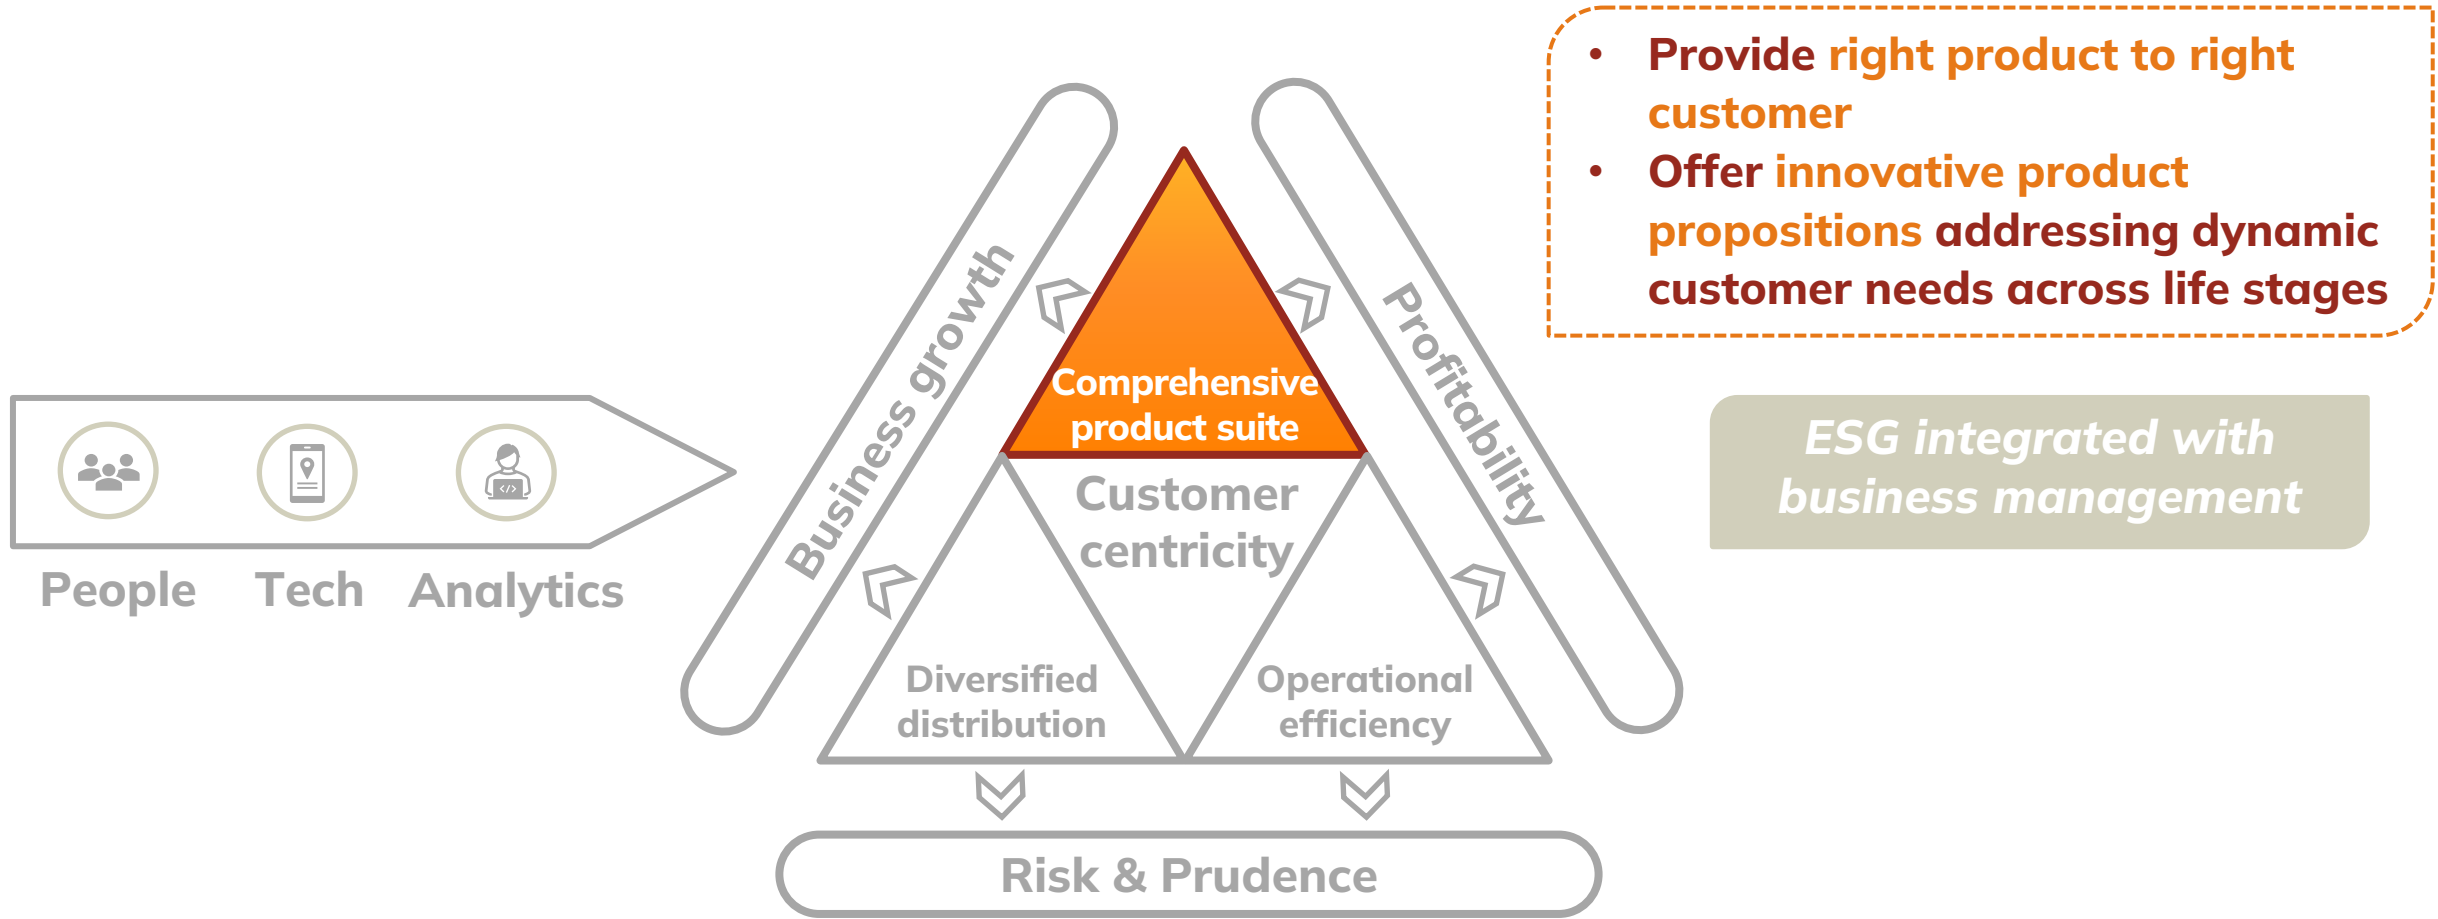 • Provide right product to right
customer
• Offer innovative product
propositions addressing dynamic
customer needs across life stages
Business growth
Profitability
Comprehensive
product suite
ESG integrated with
business management
Customer
centricity
People
Tech
Analytics
Diversified
distribution
Operational
efficiency
Risk & Prudence